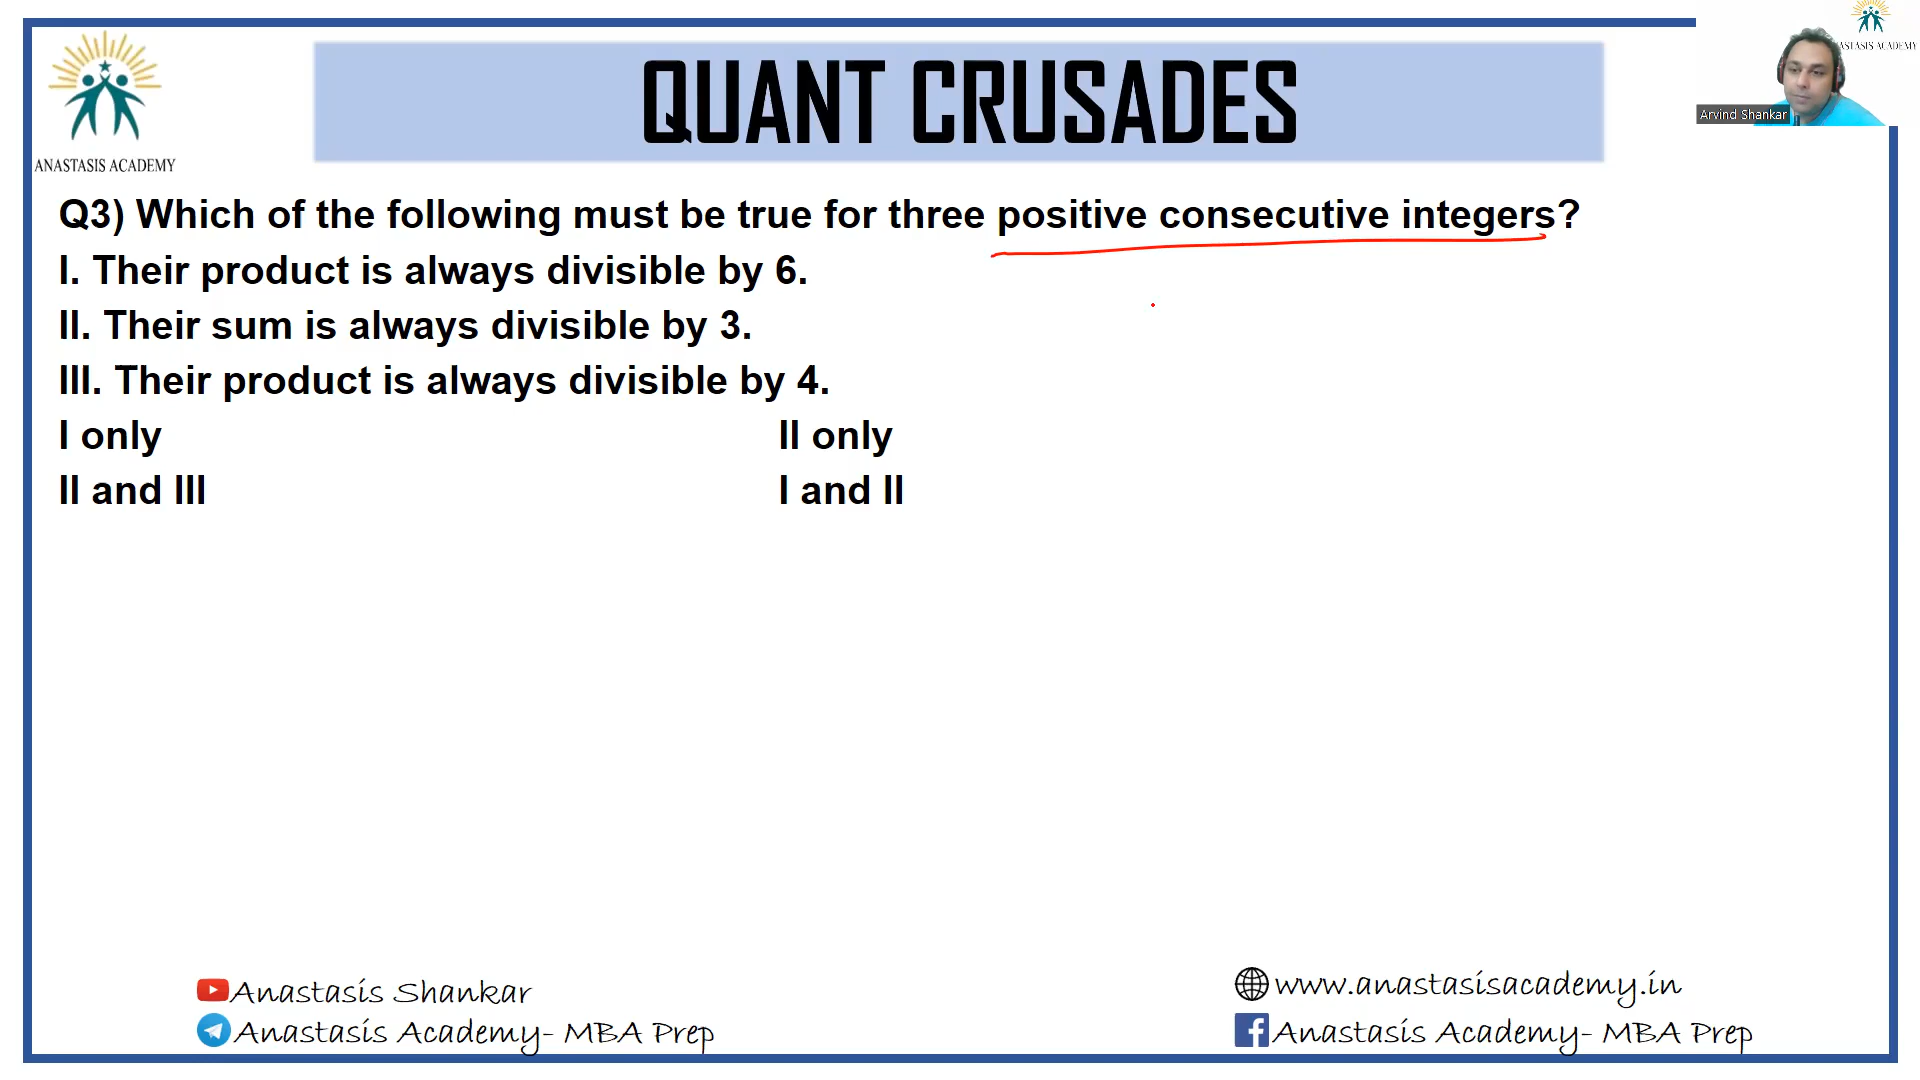 QUANT CRUSADES
ANASTASIS ACADEMY
ASTASIS ACADEMY
Arvind Shankar
Q3) Which of the following must be true for three positive consecutive integers?
I. Their product is always divisible by 6.
II. Their sum is always divisible by 3.
III. Their product is always divisible by 4.
I only II only
II and III I and II
Anastasis Shankar
Anastasis Academy- MBA Prep
www.anastasisacademy.in
Anastasis Academy- MBA Prep